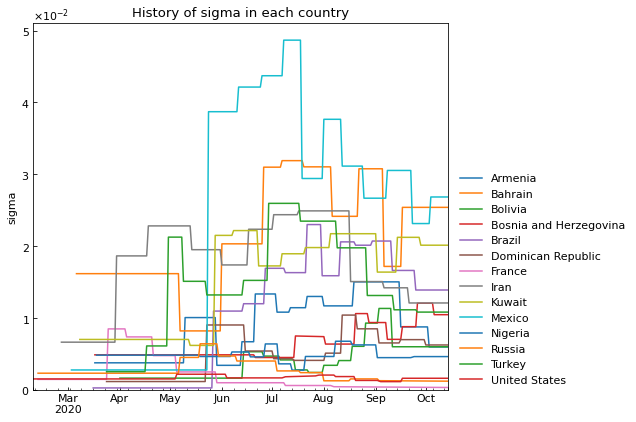 History of sigma in each country
×10⁻²
5
4
3
2
1
0
sigma
Mar
2020
Apr
May
Jun
Jul
Aug
Sep
Oct
Armenia
Bahrain
Bolivia
Bosnia and Herzegovina
Brazil
Dominican Republic
France
Iran
Kuwait
Mexico
Nigeria
Russia
Turkey
United States